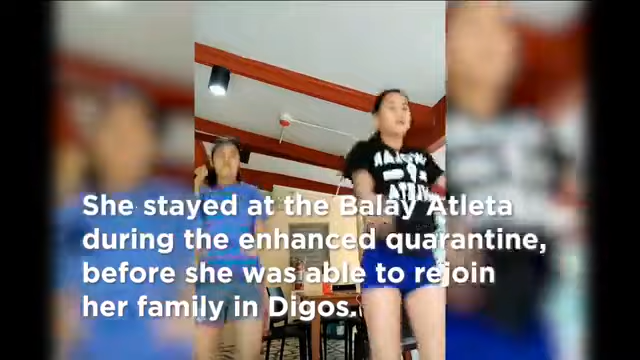 She stayed at the Balay Atleta
during the enhanced quarantine,
before she was able to rejoin
her family in Digos.